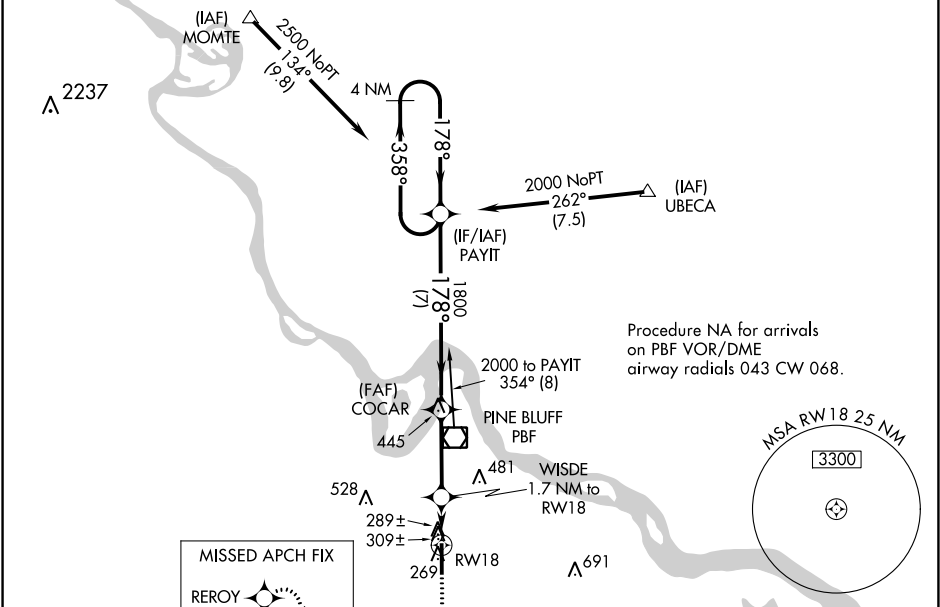 (IAF)
MOMTE
2500 NoPT
134°
(9.8)
2237
4 NM
178°
358°
2000 NoPT
262°
(7.5)
(IAF)
UBECA
(IF/IAF)
PAYIT
1800
178°
(7)
Procedure NA for arrivals
on PBF VOR/DME
airway radials 043 CW 068.
2000 to PAYIT
354° (8)
(FAF)
COCAR
445
PINE BLUFF
PBF
MSA RW18 25 NM
3300
481
WISDE
1.7 NM to
RW18
528
289±
309±
269
RW18
691
MISSED APCH FIX
REROY